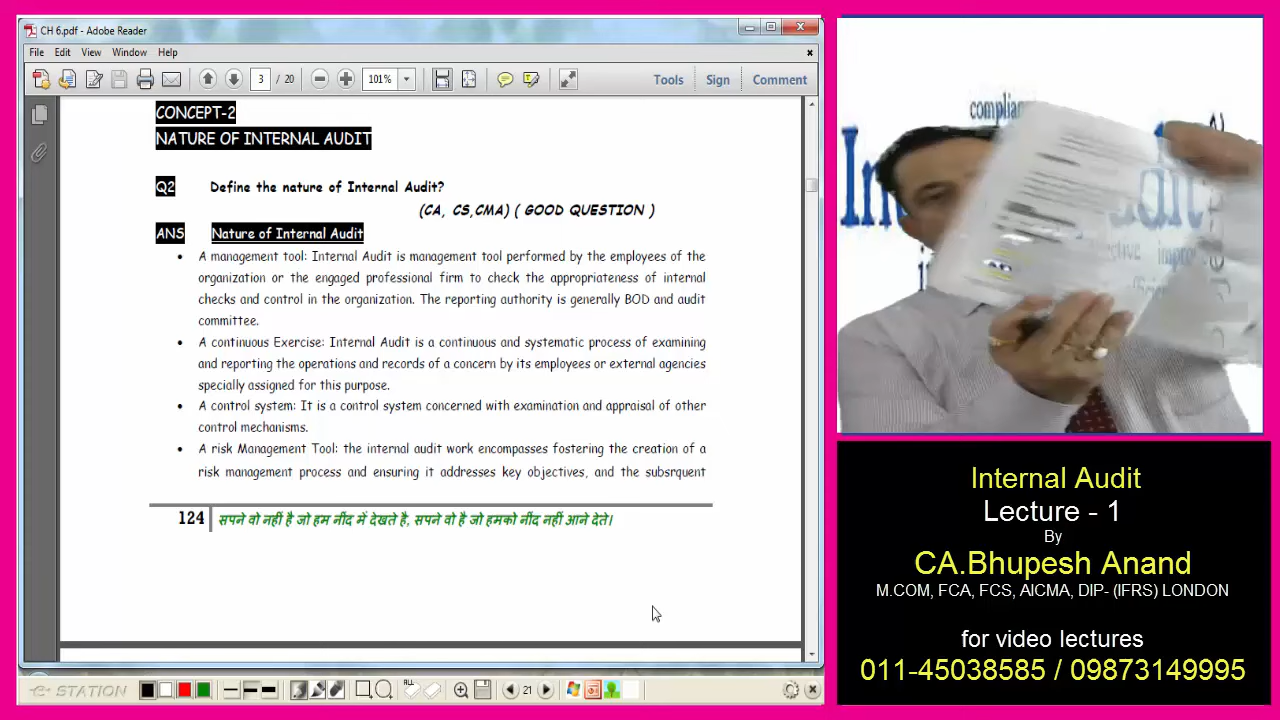 CH 6.pdf - Adobe Reader
File Edit View Window Help
3 / 20 101% Tools Sign Comment
CONCEPT-2
NATURE OF INTERNAL AUDIT
Q2 Define the nature of Internal Audit?
(CA, CS,CMA) ( GOOD QUESTION )
ANS Nature of Internal Audit
• A management tool: Internal Audit is management tool performed by the employees of the
organization or the engaged professional firm to check the appropriateness of internal
checks and control in the organization. The reporting authority is generally BOD and audit
committee.
• A continuous Exercise: Internal Audit is a continuous and systematic process of examining
and reporting the operations and records of a concern by its employees or external agencies
specially assigned for this purpose.
• A control system: It is a control system concerned with examination and appraisal of other
control mechanisms.
• A risk Management Tool: the internal audit work encompasses fostering the creation of a
risk management process and ensuring it addresses key objectives, and the subsrquent
124 सपने वो नहीं है जो हम नींद में देखते है, सपने वो है जो हमको नींद नहीं आने देते।
STATION
ALL
21
complian
In
Internal Audit
Lecture - 1
By
CA.Bhupesh Anand
M.COM, FCA, FCS, AICMA, DIP- (IFRS) LONDON
for video lectures
011-45038585 / 09873149995